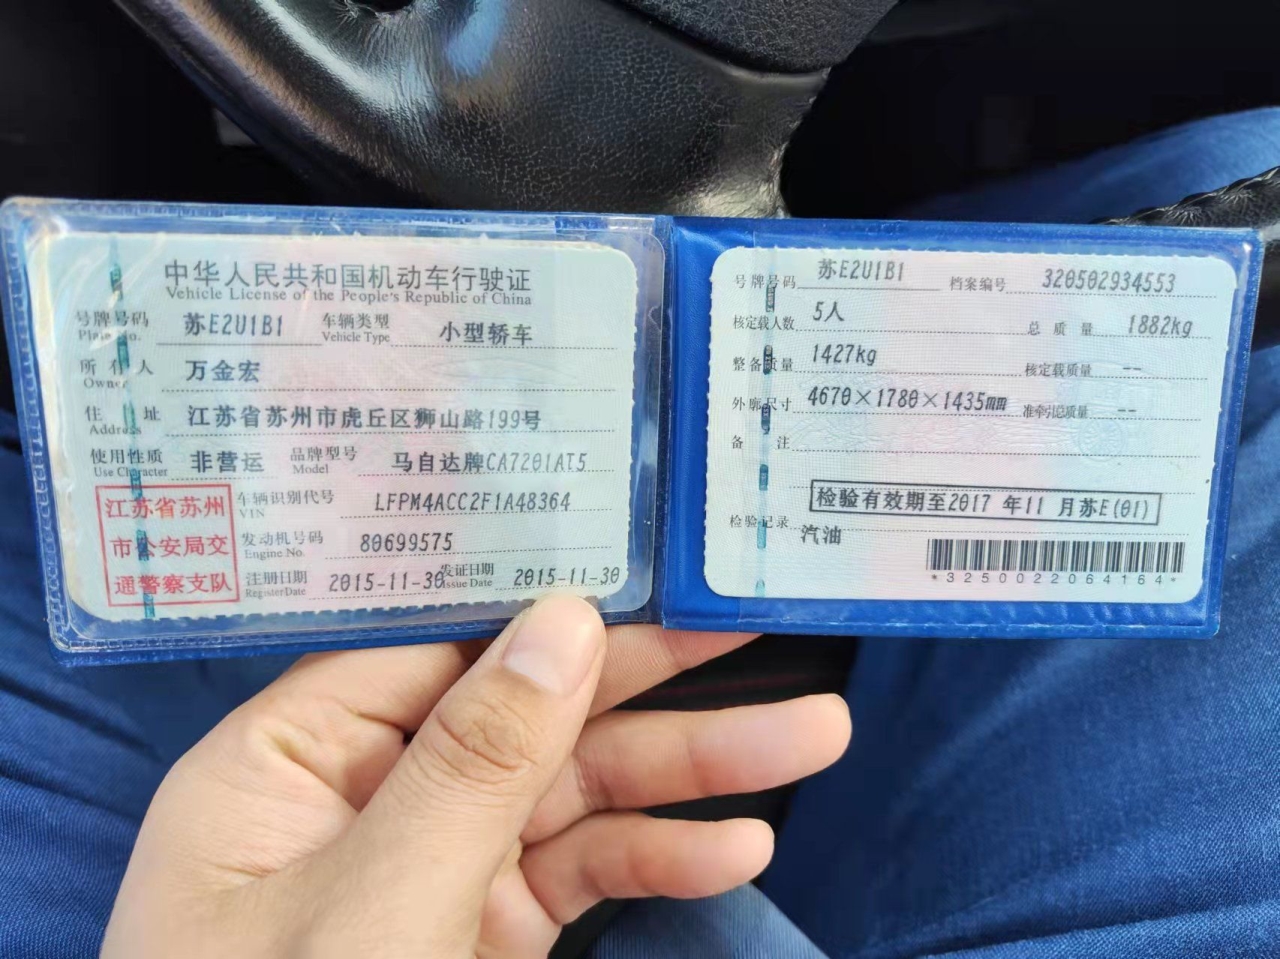 中华人民共和国机动车行驶证
Vehicle License of the People's Republic of China
号牌号码 苏E2U1B1 车辆类型 小型轿车
Plate No. Vehicle Type
所有人 万金宏
Owner
住址 江苏省苏州市虎丘区狮山路199号
Address
使用性质 非营运 品牌型号 马自达牌CA7201AT5
Use Character Model
江苏省苏州
市公安局交
通警察支队
车辆识别代号 LFPM4ACC2F1A48364
VIN
发动机号码 80699575
Engine No.
注册日期 2015-11-30 发证日期 2015-11-30
Register Date Issue Date
号牌号码 苏E2U1B1 档案编号 320502934553
核定载人数 5人 总质量 1882kg
整备质量 1427kg 核定载质量 --
外廓尺寸 4670×1780×1435mm 准牵引总质量 --
备注
检验有效期至2017 年11 月苏E(01)
检验记录 汽油
*3250022064164*